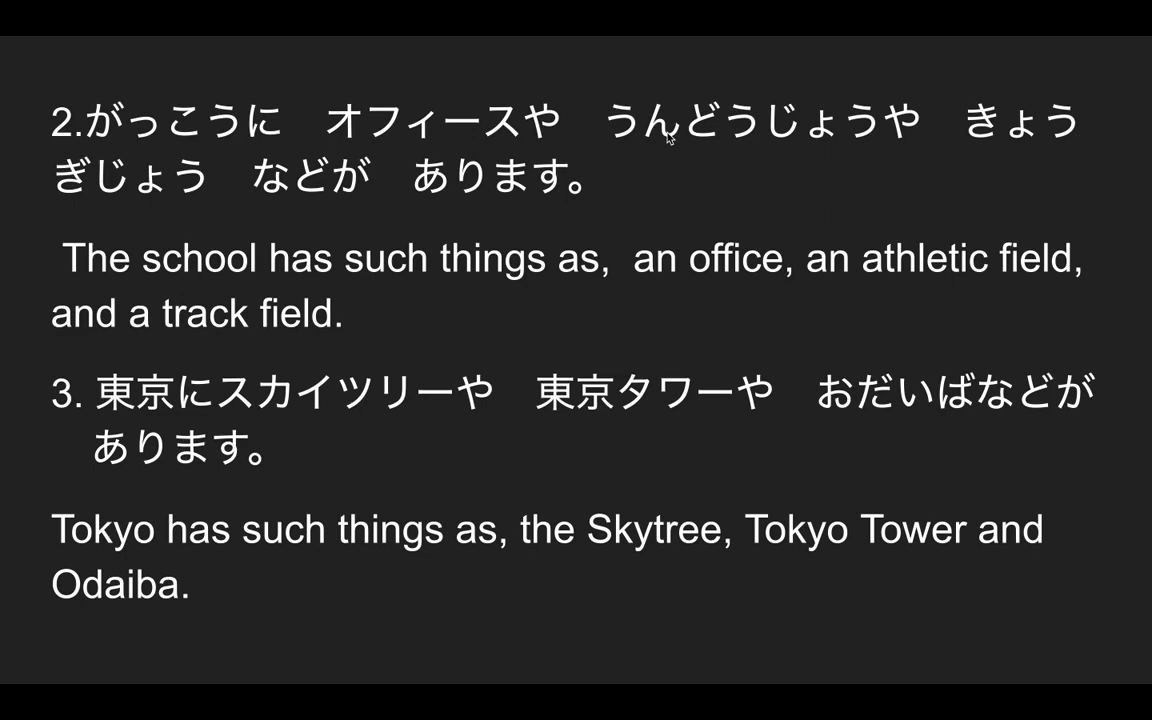 2.がっこうに　オフィースや　うんどうじょうや　きょう
ぎじょう　などが　あります。
The school has such things as,  an office, an athletic field,
and a track field.
3. 東京にスカイツリーや　東京タワーや　おだいばなどが
あります。
Tokyo has such things as, the Skytree, Tokyo Tower and
Odaiba.